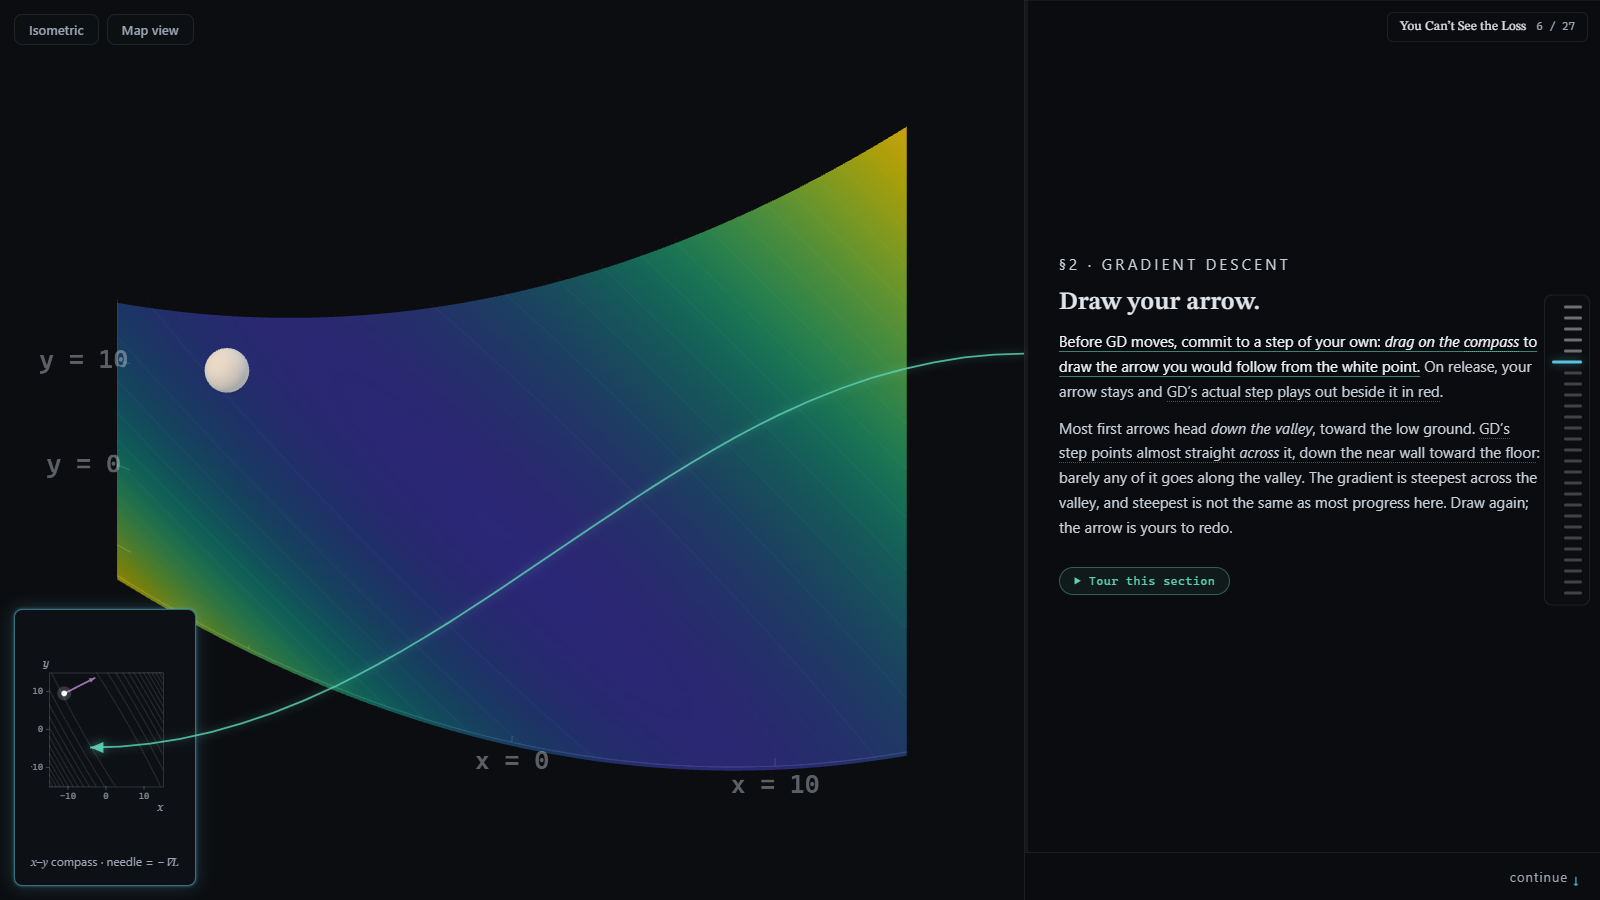 Isometric
Map view
You Can't See the Loss 6 / 27
y = 10
y = 0
x = 0
x = 10
y
10
0
-10
-10 0 10
x
x–y compass · needle = −∇L
§2 · GRADIENT DESCENT
Draw your arrow.
Before GD moves, commit to a step of your own: drag on the compass to
draw the arrow you would follow from the white point. On release, your
arrow stays and GD's actual step plays out beside it in red.
Most first arrows head down the valley, toward the low ground. GD's
step points almost straight across it, down the near wall toward the floor:
barely any of it goes along the valley. The gradient is steepest across the
valley, and steepest is not the same as most progress here. Draw again;
the arrow is yours to redo.
Tour this section
continue ↓